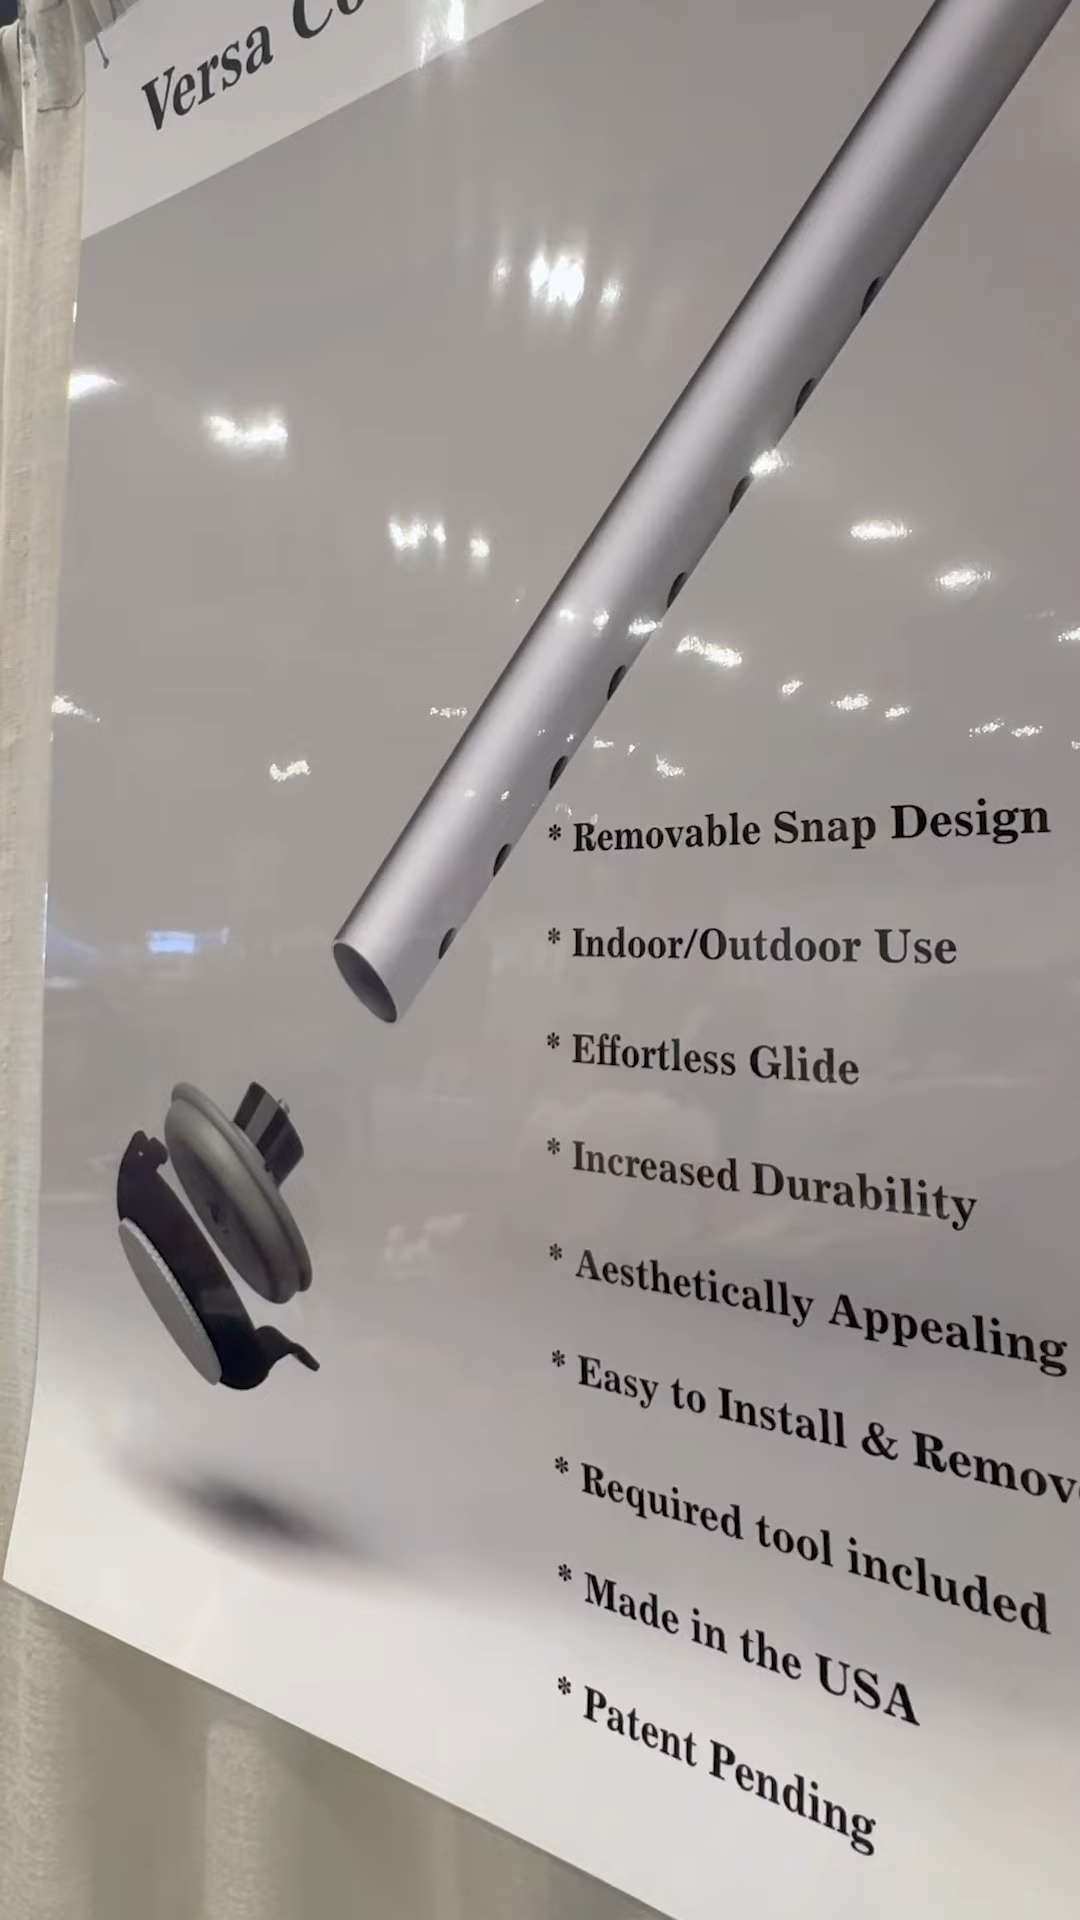 Versa
* Removable Snap Design
* Indoor/Outdoor Use
* Effortless Glide
* Increased Durability
* Aesthetically Appealing
* Easy to Install &
* Required tool included
* Made in the USA
* Patent Pending